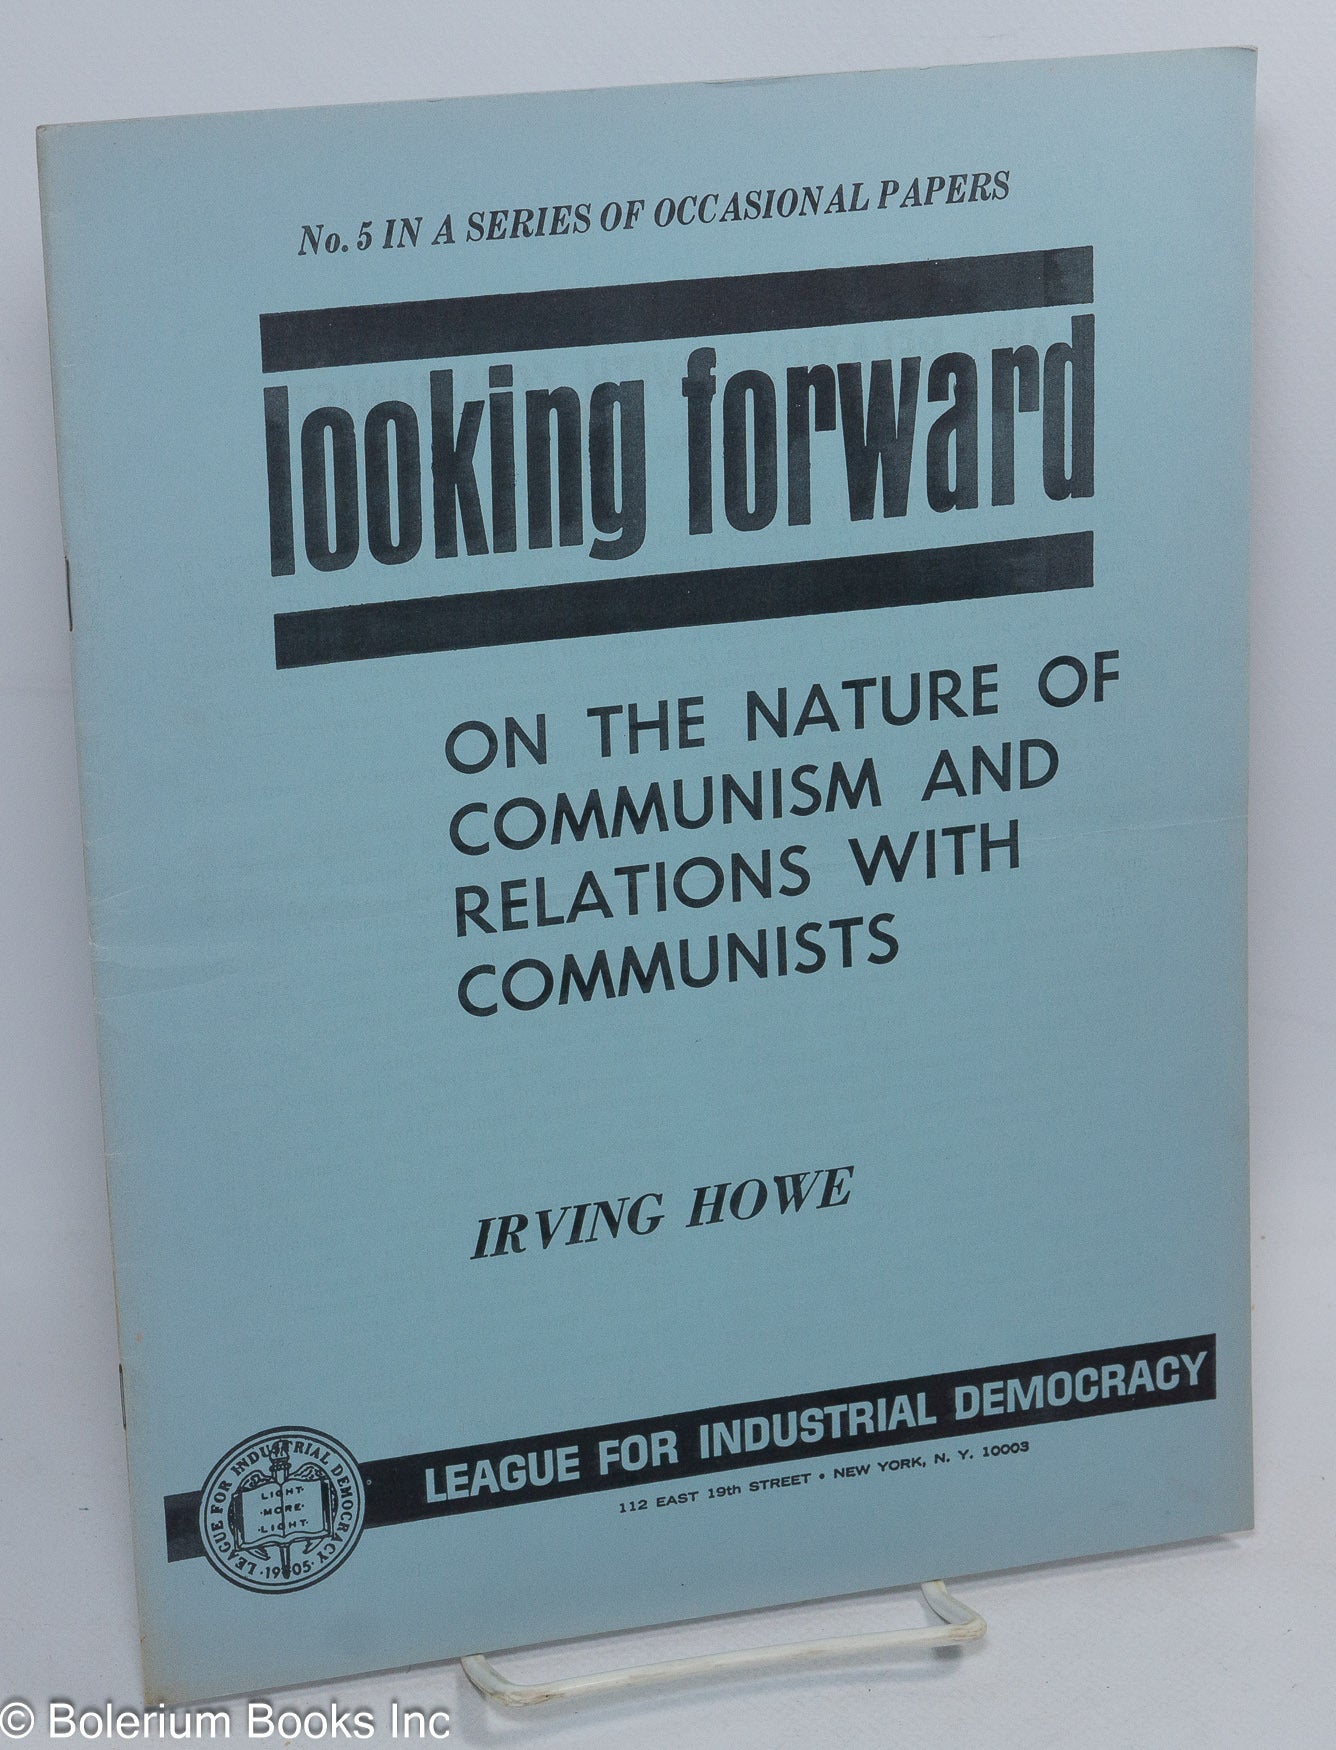 No. 5 IN A SERIES OF OCCASIONAL PAPERS
looking forward
ON THE NATURE OF
COMMUNISM AND
RELATIONS WITH
COMMUNISTS
IRVING HOWE
LEAGUE FOR INDUSTRIAL DEMOCRACY
112 EAST 19th STREET • NEW YORK, N. Y. 10003
LEAGUE FOR INDUSTRIAL DEMOCRACY
LIGHT·
·MORE·
·LIGHT·
·1905·
© Bolerium Books Inc